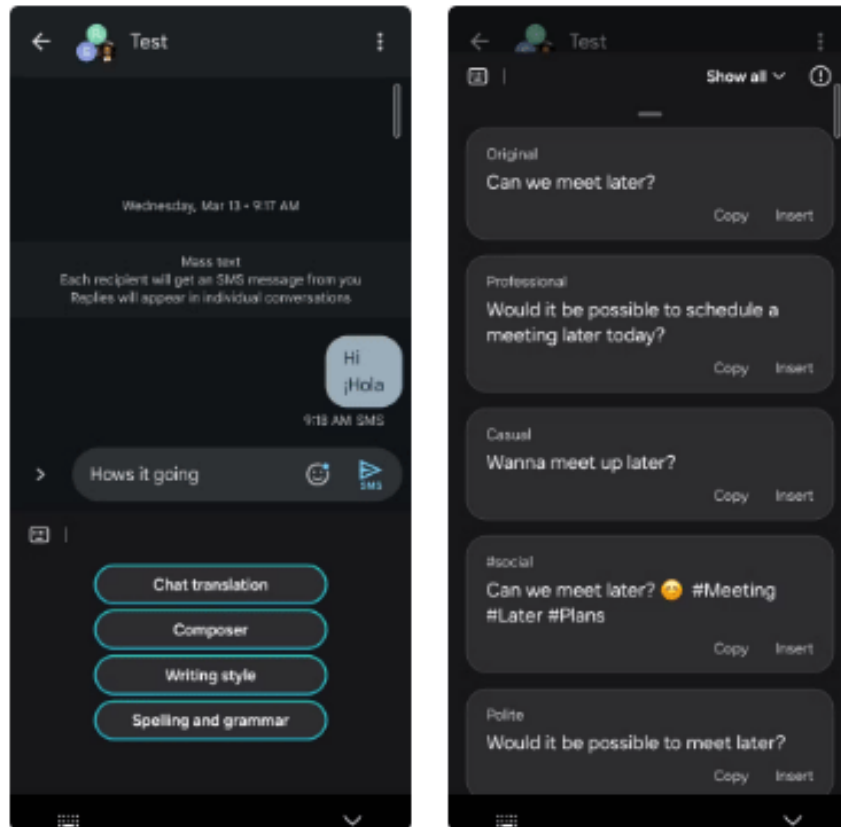 Test
Wednesday, Mar 13 • 9:17 AM
Mass text
Each recipient will get an SMS message from you
Replies will appear in individual conversations
Hi
¡Hola
9:18 AM SMS
Hows it going
SMS
Chat translation
Composer
Writing style
Spelling and grammar
Test
Show all
Original
Can we meet later?
Copy Insert
Professional
Would it be possible to schedule a
meeting later today?
Copy Insert
Casual
Wanna meet up later?
Copy Insert
#social
Can we meet later? 😊 #Meeting
#Later #Plans
Copy Insert
Polite
Would it be possible to meet later?
Copy Insert